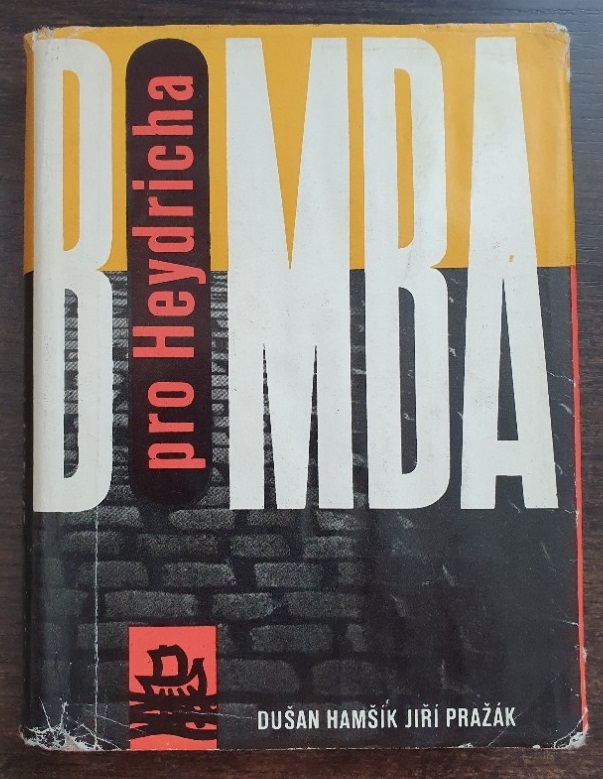 BOMBA
pro Heydricha
DUŠAN HAMŠÍK JIŘÍ PRAŽÁK